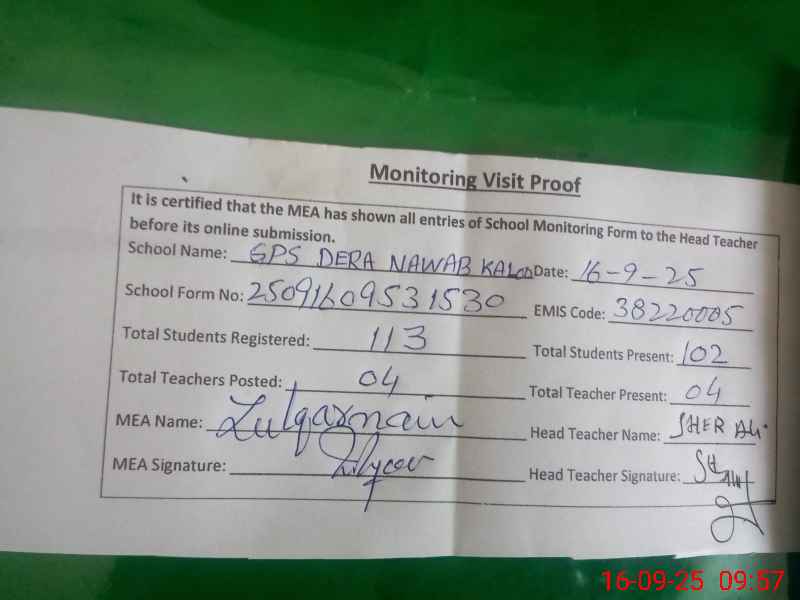 Monitoring Visit Proof
It is certified that the MEA has shown all entries of School Monitoring Form to the Head Teacher
before its online submission.
School Name: GPS DERA NAWAB Date: 16-9-25
School Form No: 25091609531530 EMIS Code: 38220005
Total Students Registered: 113 Total Students Present: 102
Total Teachers Posted: 04 Total Teacher Present: 04
MEA Name: Zulqarnain Head Teacher Name: SHER Ali
MEA Signature: Head Teacher Signature:
16-09-25 09:57